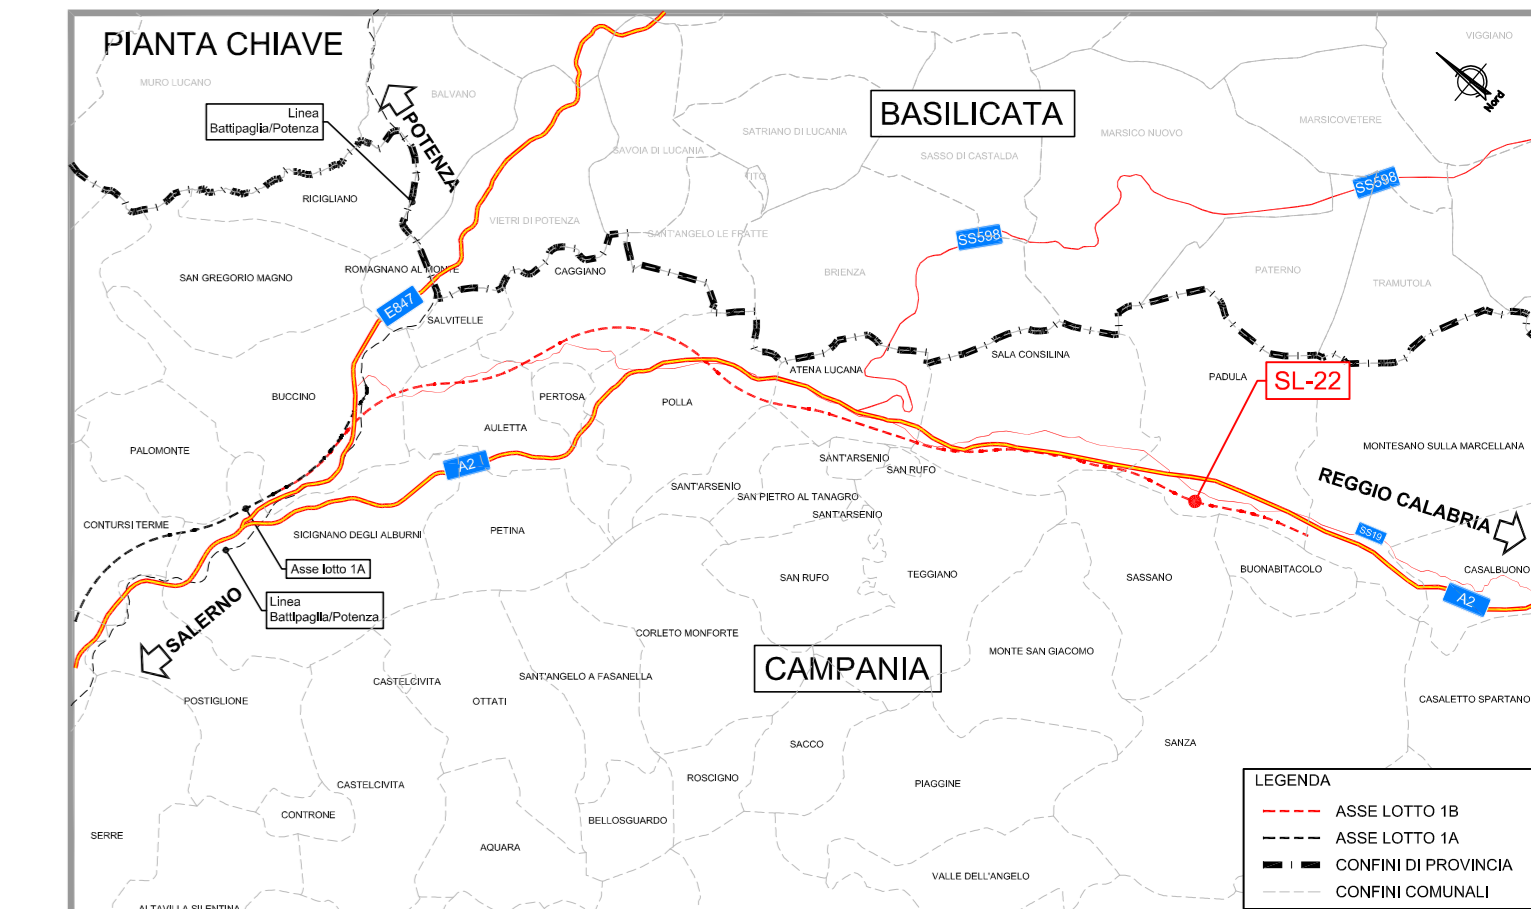 PIANTA CHIAVE
VIGGIANO
MURO LUCANO
BALVANO
Nord
Linea
Battipaglia/Potenza
POTENZA
BASILICATA
SATRIANO DI LUCANIA
MARSICO NUOVO
MARSICOVETERE
SAVOIA DI LUCANIA
SASSO DI CASTALDA
TITO
SS598
RICIGLIANO
VIETRI DI POTENZA
SANT'ANGELO LE FRATTE
SS598
SAN GREGORIO MAGNO
ROMAGNANO AL MONTE
CAGGIANO
BRIENZA
PATERNO
TRAMUTOLA
E847
SALVITELLE
SALA CONSILINA
ATENA LUCANA
PADULA
SL-22
BUCCINO
PERTOSA
POLLA
AULETTA
PALOMONTE
MONTESANO SULLA MARCELLANA
A2
SANT'ARSENIO
SAN RUFO
SANT'ARSENIO
SAN PIETRO AL TANAGRO
SANT'ARSENIO
REGGIO CALABRiA
CONTURSI TERME
SICIGNANO DEGLI ALBURNI
PETINA
SS19
Asse lotto 1A
SAN RUFO
TEGGIANO
SASSANO
BUONABITACOLO
CASALBUONO
A2
Linea
Battipaglia/Potenza
SALERNO
CORLETO MONFORTE
MONTE SAN GIACOMO
CAMPANIA
CASTELCIVITA
SANT'ANGELO A FASANELLA
OTTATI
POSTIGLIONE
CASALETTO SPARTANO
SACCO
SANZA
ROSCIGNO
PIAGGINE
CASTELCIVITA
CONTRONE
BELLOSGUARDO
SERRE
AQUARA
VALLE DELL'ANGELO
ALTAVILLA SILENTINA
LEGENDA
ASSE LOTTO 1B
ASSE LOTTO 1A
CONFINI DI PROVINCIA
CONFINI COMUNALI